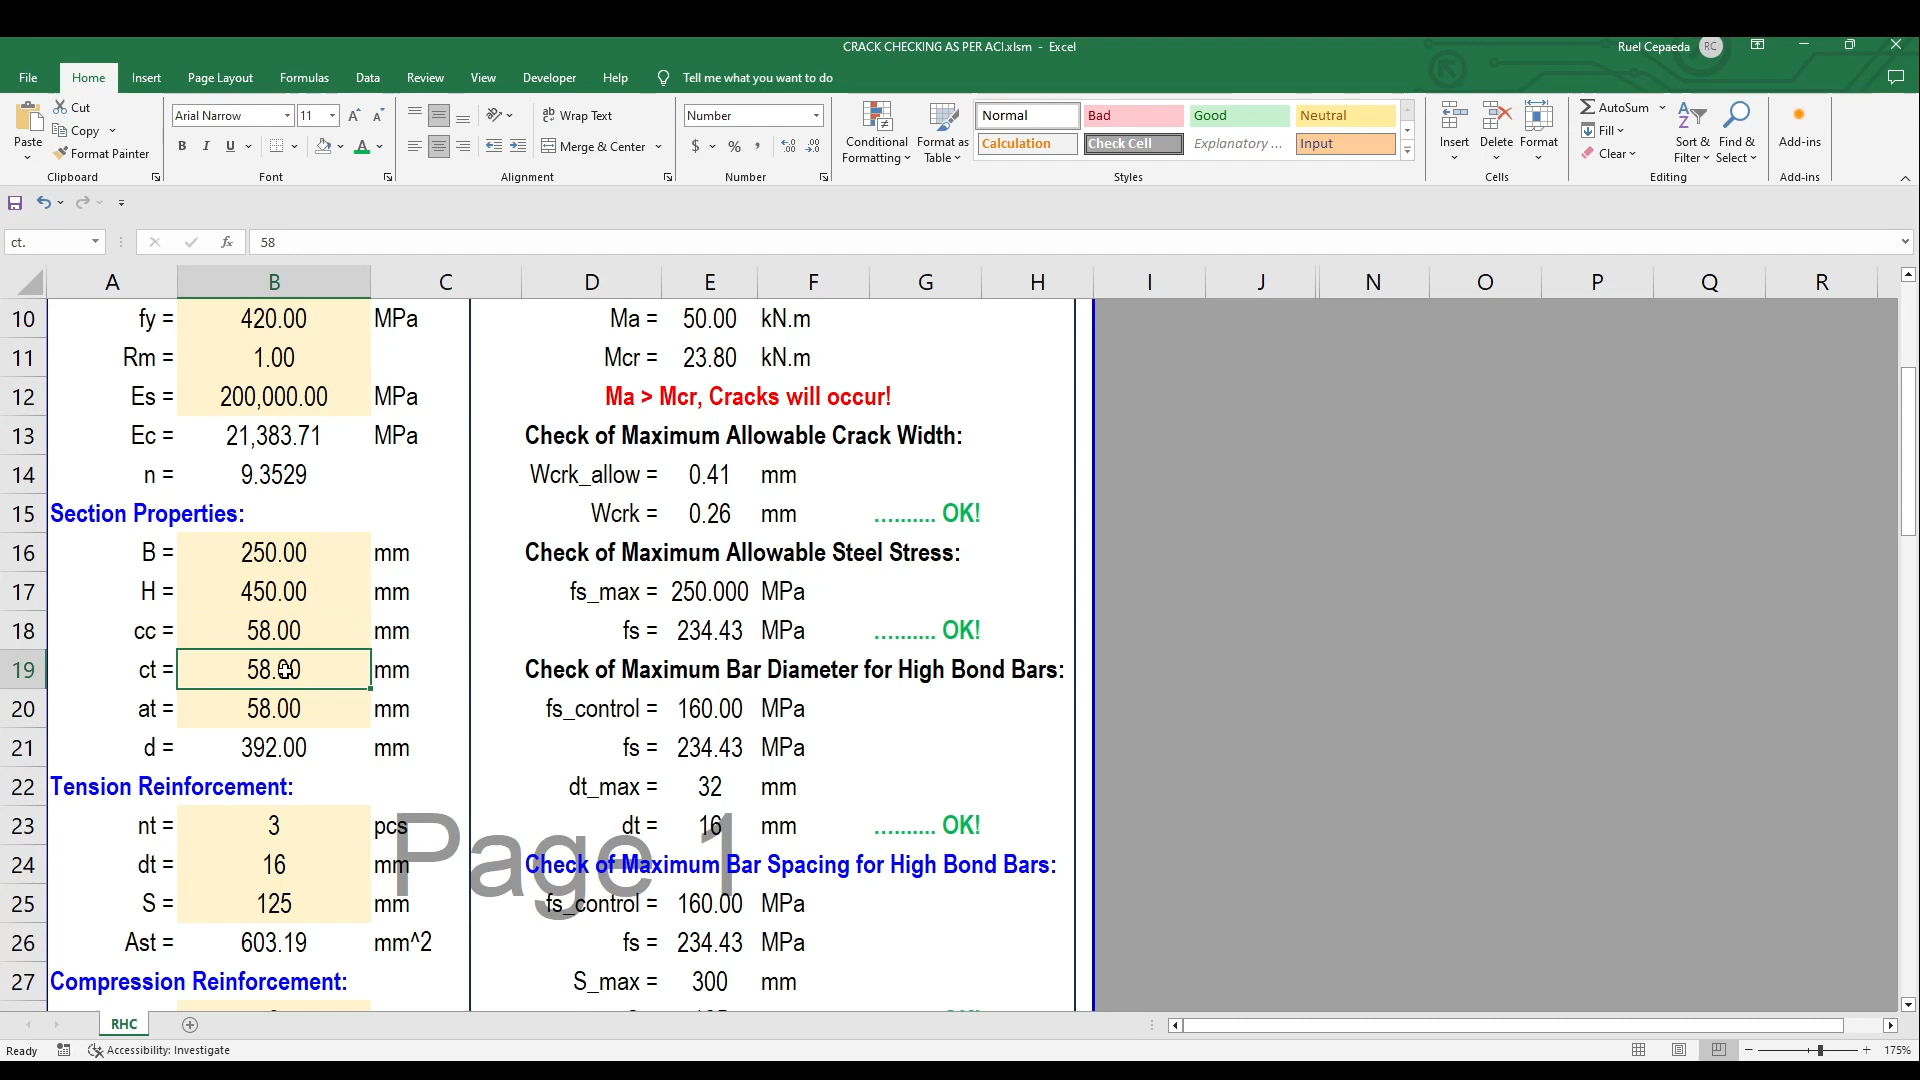 CRACK CHECKING AS PER ACI.xlsm - Excel
Ruel Cepaeda RC
File Home Insert Page Layout Formulas Data Review View Developer Help Tell me what you want to do
Paste Cut Copy Format Painter
Clipboard
Arial Narrow 11
B I U A
Font
Wrap Text
Merge & Center
Alignment
Number
$ % ,
Number
Conditional Formatting
Format as Table
Normal Bad Good Neutral
Calculation Check Cell Explanatory ... Input
Styles
Insert Delete Format
Cells
AutoSum
Fill
Clear
Sort & Filter
Find & Select
Editing
Add-ins
Add-ins
ct. fx 58
A B C D E F G H I J N O P Q R
10 fy = 420.00 MPa Ma = 50.00 kN.m
11 Rm = 1.00 Mcr = 23.80 kN.m
12 Es = 200,000.00 MPa Ma > Mcr, Cracks will occur!
13 Ec = 21,383.71 MPa Check of Maximum Allowable Crack Width:
14 n = 9.3529 Wcrk_allow = 0.41 mm
15 Section Properties: Wcrk = 0.26 mm .......... OK!
16 B = 250.00 mm Check of Maximum Allowable Steel Stress:
17 H = 450.00 mm fs_max = 250.000 MPa
18 cc = 58.00 mm fs = 234.43 MPa .......... OK!
19 ct = 58.00 mm Check of Maximum Bar Diameter for High Bond Bars:
20 at = 58.00 mm fs_control = 160.00 MPa
21 d = 392.00 mm fs = 234.43 MPa
22 Tension Reinforcement: dt_max = 32 mm
23 nt = 3 pcs dt = 16 mm .......... OK!
24 dt = 16 mm Check of Maximum Bar Spacing for High Bond Bars:
Page 1
25 S = 125 mm fs_control = 160.00 MPa
26 Ast = 603.19 mm^2 fs = 234.43 MPa
27 Compression Reinforcement: S_max = 300 mm
RHC
Ready Accessibility: Investigate 175%